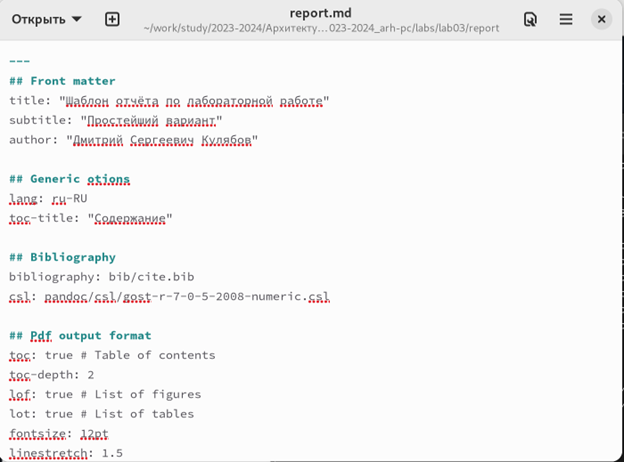 Открыть
report.md
~/work/study/2023-2024/Архитекту...023-2024_arh-pc/labs/lab03/report
---
## Front matter
title: "Шаблон отчёта по лабораторной работе"
subtitle: "Простейший вариант"
author: "Дмитрий Сергеевич Кулябов"
## Generic otions
lang: ru-RU
toc-title: "Содержание"
## Bibliography
bibliography: bib/cite.bib
csl: pandoc/csl/gost-r-7-0-5-2008-numeric.csl
## Pdf output format
toc: true # Table of contents
toc-depth: 2
lof: true # List of figures
lot: true # List of tables
fontsize: 12pt
linestretch: 1.5